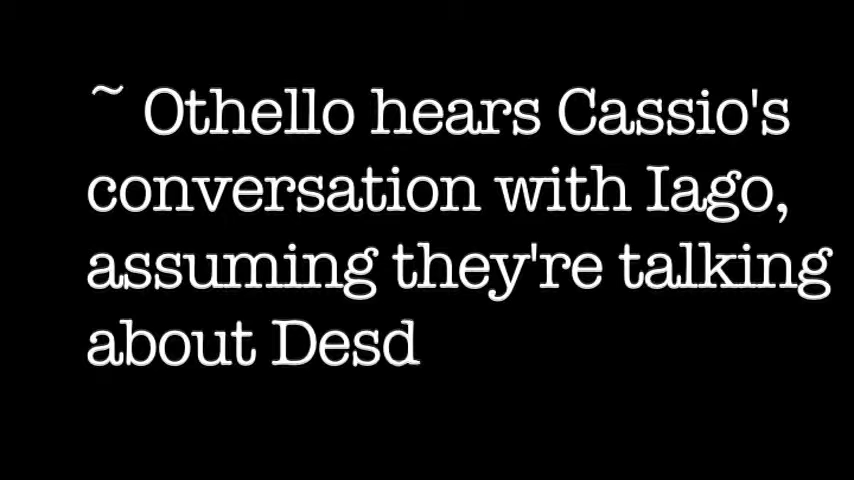 ~ Othello hears Cassio's
conversation with Iago,
assuming they're talking
about Desd